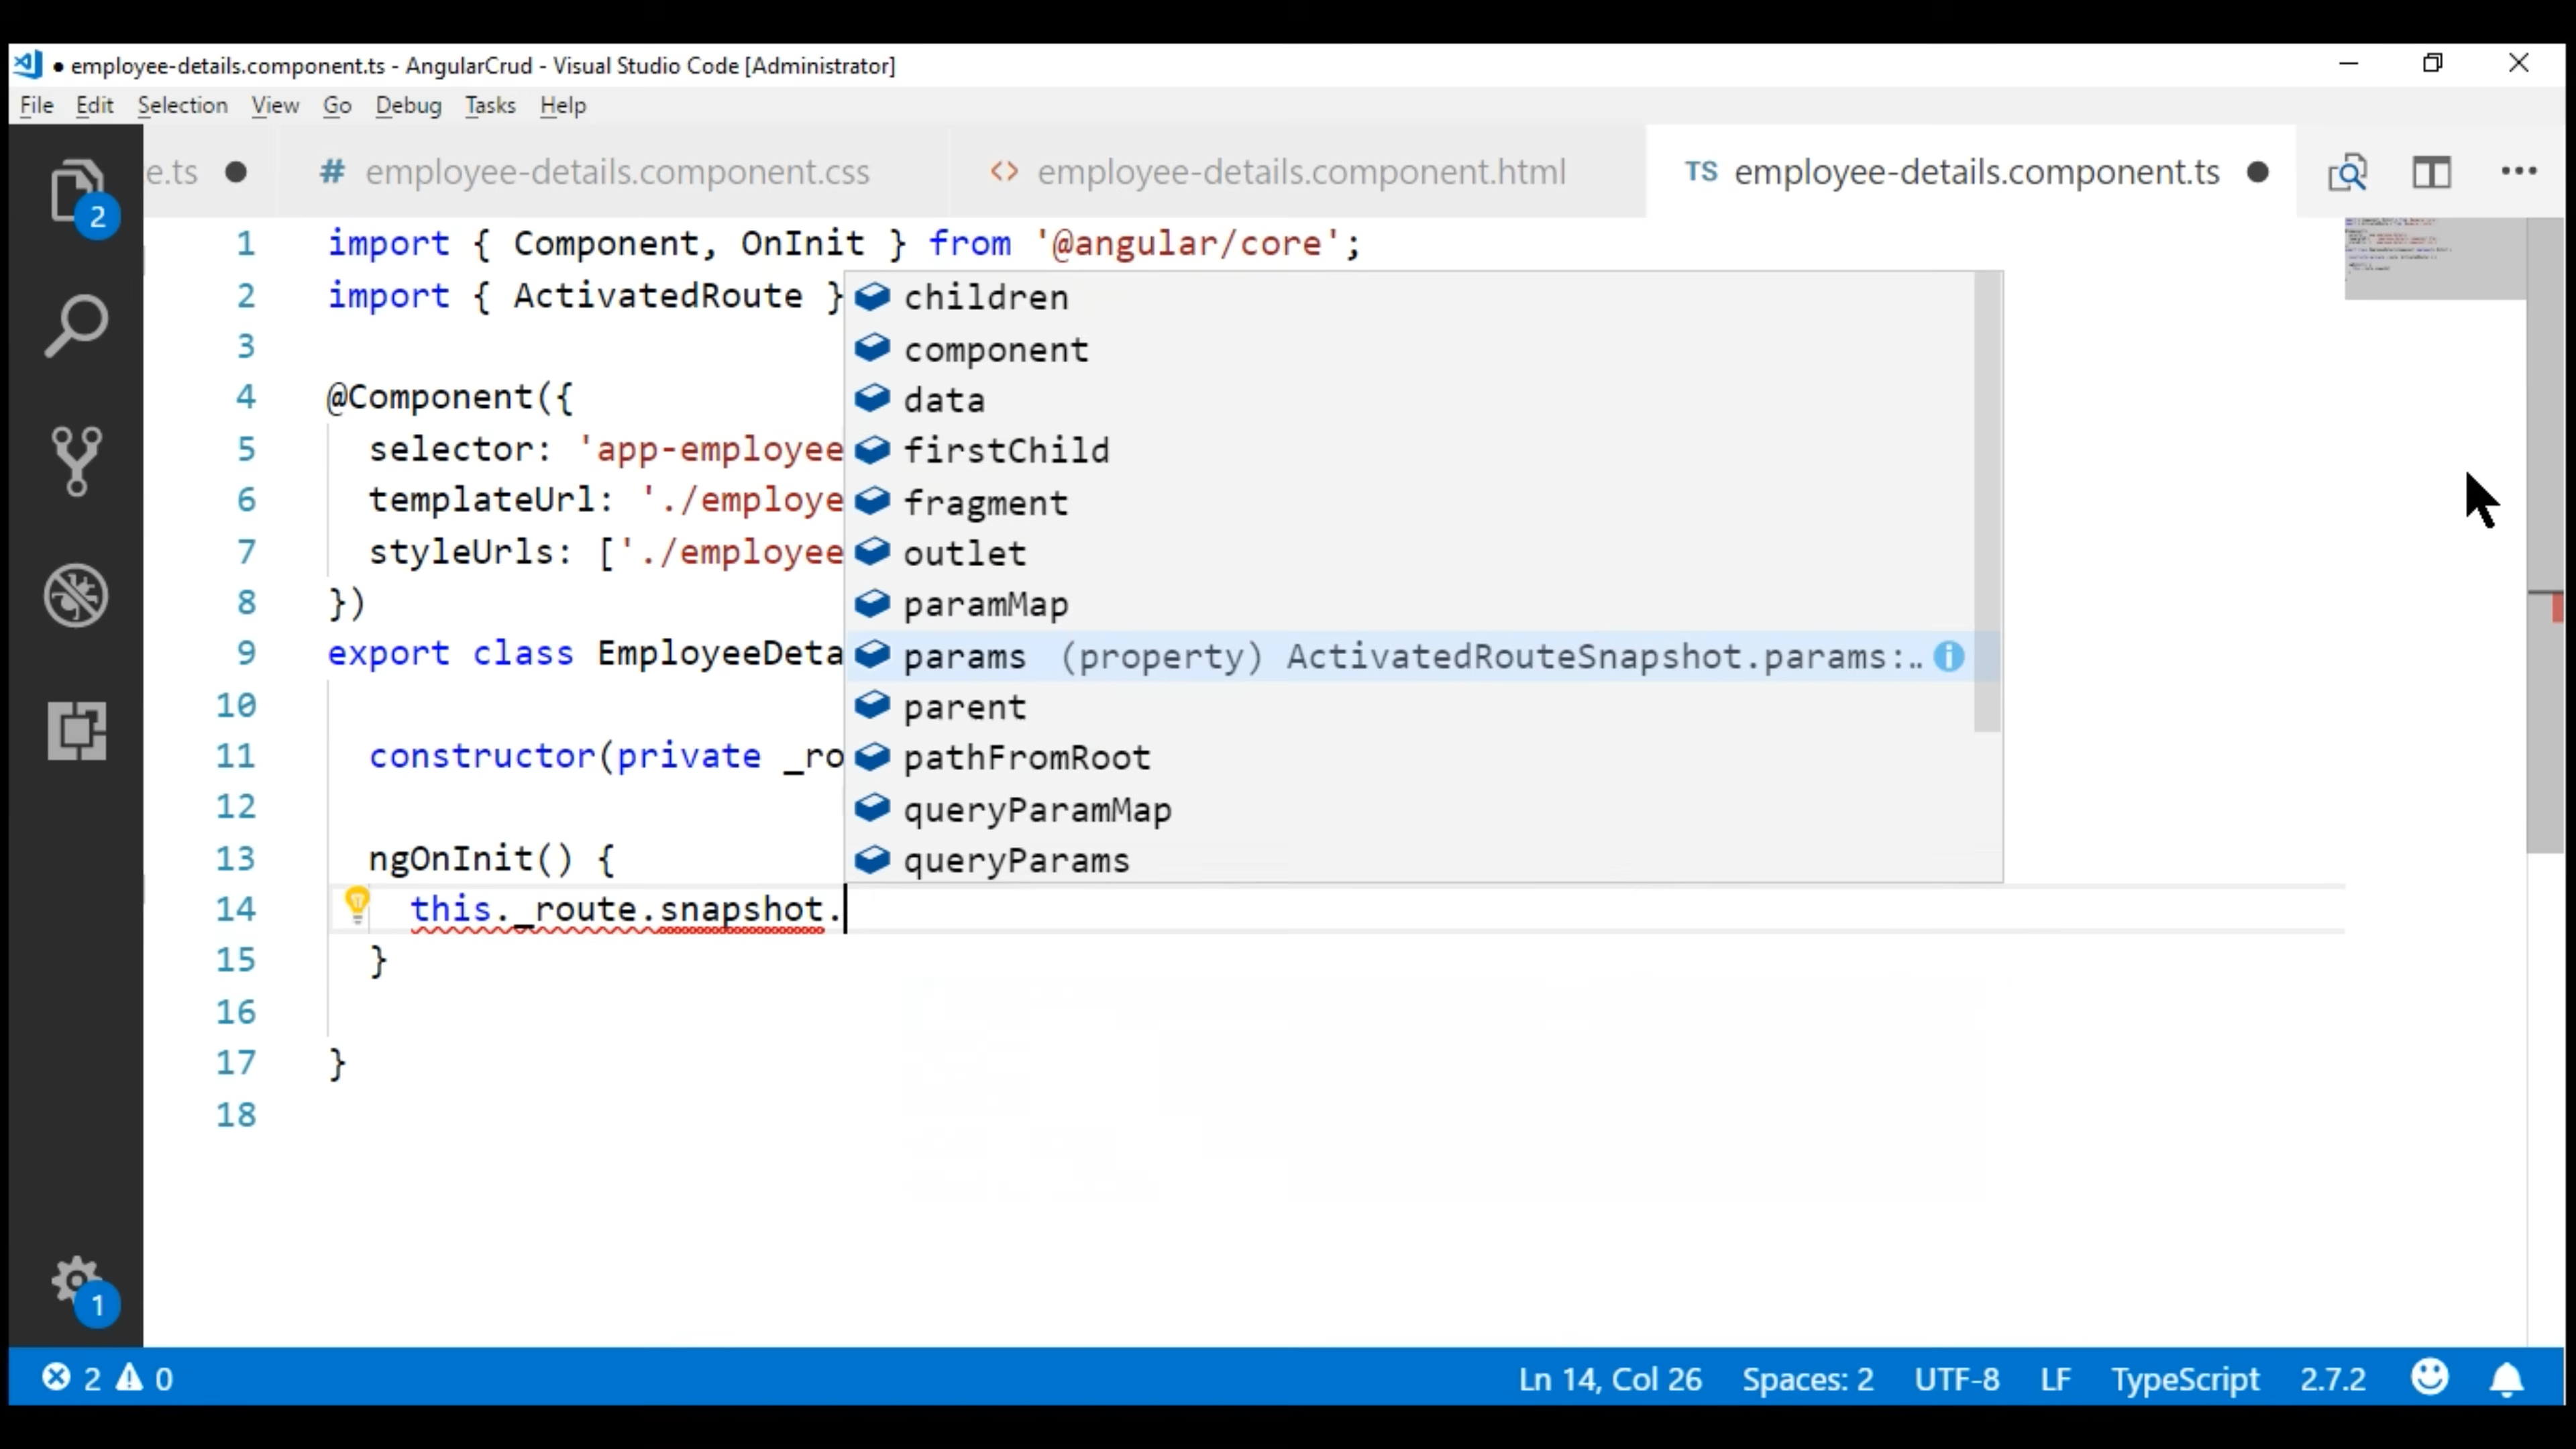 employee-details.component.ts - AngularCrud - Visual Studio Code [Administrator]
File Edit Selection View Go Debug Tasks Help
e.ts # employee-details.component.css <> employee-details.component.html TS employee-details.component.ts
2
1 import { Component, OnInit } from '@angular/core';
2 import { ActivatedRoute }
3
4 @Component({
5 selector: 'app-employee
6 templateUrl: './employe
7 styleUrls: ['./employee
8 })
9 export class EmployeeDeta
10
11 constructor(private _ro
12
13 ngOnInit() {
14 this._route.snapshot.
15 }
16
17 }
18
children
component
data
firstChild
fragment
outlet
paramMap
params (property) ActivatedRouteSnapshot.params:..
parent
pathFromRoot
queryParamMap
queryParams
1
2 0 Ln 14, Col 26 Spaces: 2 UTF-8 LF TypeScript 2.7.2